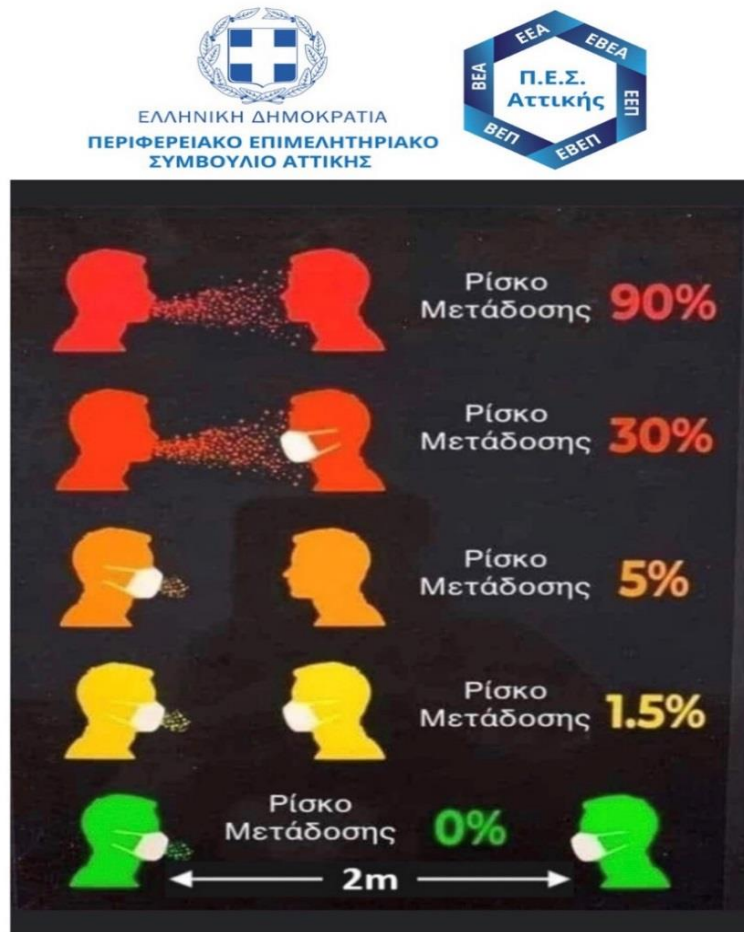 ΕΛΛΗΝΙΚΗ ΔΗΜΟΚΡΑΤΙΑ
ΠΕΡΙΦΕΡΕΙΑΚΟ ΕΠΙΜΕΛΗΤΗΡΙΑΚΟ
ΣΥΜΒΟΥΛΙΟ ΑΤΤΙΚΗΣ
ΒΕΑ
ΕΕΑ
ΕΒΕΑ
ΕΕΠ
ΕΒΕΠ
ΒΕΠ
Π.Ε.Σ.
Αττικής
Ρίσκο
Μετάδοσης 90%
Ρίσκο
Μετάδοσης 30%
Ρίσκο
Μετάδοσης 5%
Ρίσκο
Μετάδοσης 1.5%
Ρίσκο
Μετάδοσης 0%
2m